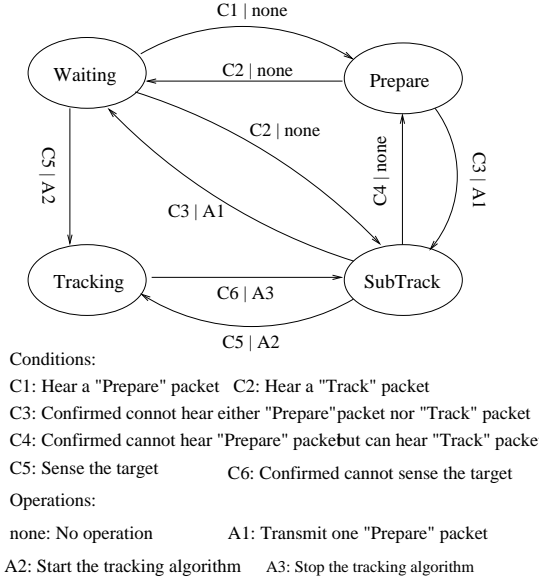 C1 | none
Waiting
C2 | none
Prepare
C2 | none
C5 | A2
C4 | none
C3 | A1
C3 | A1
Tracking
C6 | A3
SubTrack
C5 | A2
Conditions:
C1: Hear a "Prepare" packet C2: Hear a "Track" packet
C3: Confirmed connot hear either "Prepare"packet nor "Track" packet
C4: Confirmed cannot hear "Prepare" packetbut can hear "Track" packe
C5: Sense the target C6: Confirmed cannot sense the target
Operations:
none: No operation A1: Transmit one "Prepare" packet
A2: Start the tracking algorithm A3: Stop the tracking algorithm